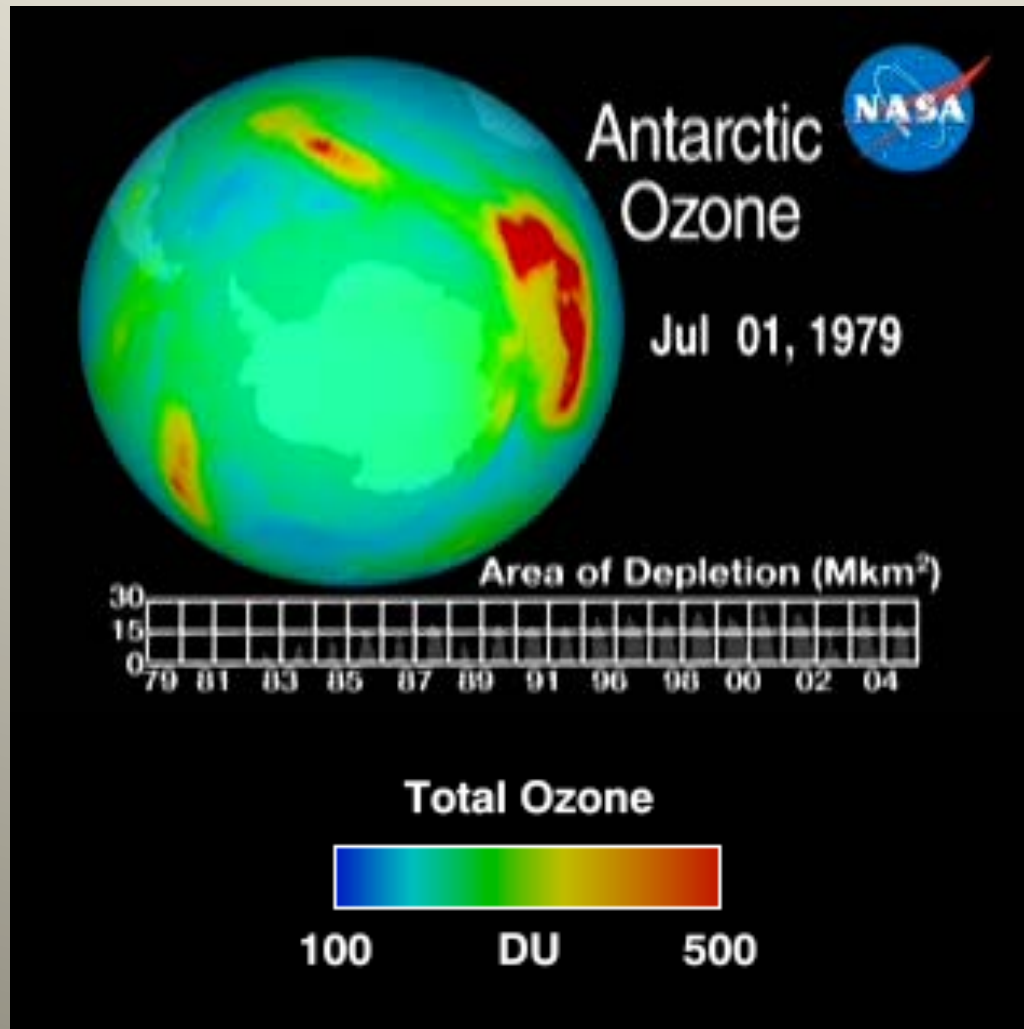 NASA
Antarctic
Ozone
Jul 01, 1979
Area of Depletion (Mkm²)
30
15
0
79 81 83 85 87 89 91 96 98 00 02 04
Total Ozone
100 DU 500